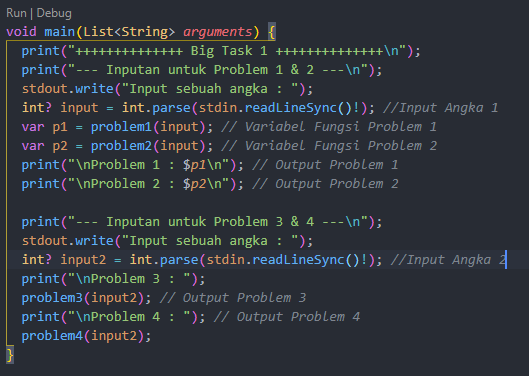 Run | Debug
void main(List<String> arguments) {
print("++++++++++++++ Big Task 1 ++++++++++++++\n");
print("--- Inputan untuk Problem 1 & 2 ---\n");
stdout.write("Input sebuah angka : ");
int? input = int.parse(stdin.readLineSync()!); //Input Angka 1
var p1 = problem1(input); // Variabel Fungsi Problem 1
var p2 = problem2(input); // Variabel Fungsi Problem 2
print("\nProblem 1 : $p1\n"); // Output Problem 1
print("\nProblem 2 : $p2\n"); // Output Problem 2
print("--- Inputan untuk Problem 3 & 4 ---\n");
stdout.write("Input sebuah angka : ");
int? input2 = int.parse(stdin.readLineSync()!); //Input Angka 2
print("\nProblem 3 : ");
problem3(input2); // Output Problem 3
print("\nProblem 4 : "); // Output Problem 4
problem4(input2);
}